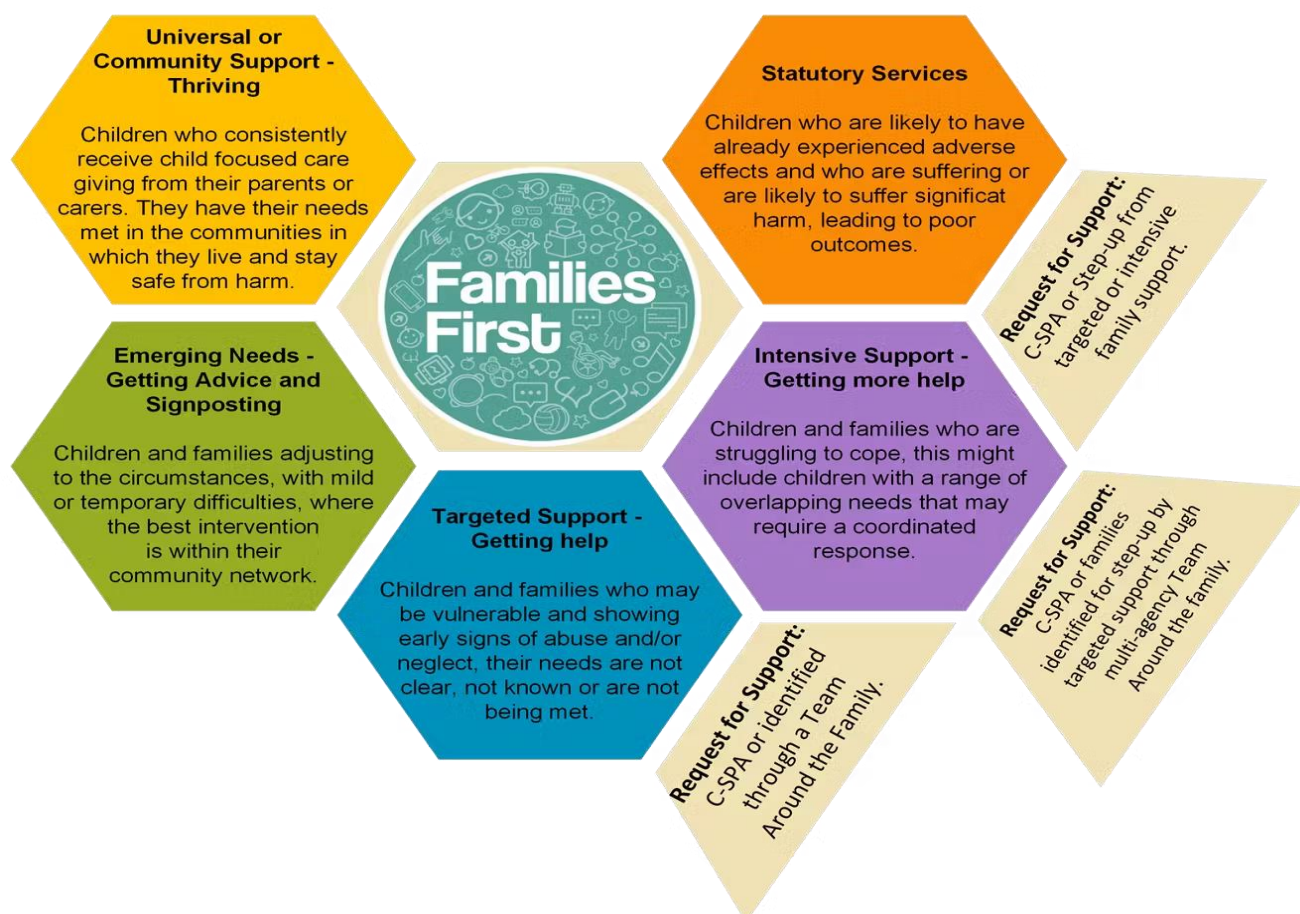 Universal or
Community Support -
Thriving
Children who consistently
receive child focused care
giving from their parents or
carers. They have their needs
met in the communities in
which they live and stay
safe from harm.
Emerging Needs -
Getting Advice and
Signposting
Children and families adjusting
to the circumstances, with mild
or temporary difficulties, where
the best intervention
is within their
community network.
Families
First
Targeted Support -
Getting help
Children and families who may
be vulnerable and showing
early signs of abuse and/or
neglect, their needs are not
clear, not known or are not
being met.
Request for Support:
C-SPA or identified
through a Team
Around the Family.
Intensive Support -
Getting more help
Children and families who are
struggling to cope, this might
include children with a range of
overlapping needs that may
require a coordinated
response.
Request for Support:
C-SPA or families
identified for step-up by
targeted support through
multi-agency Team
Around the family.
Statutory Services
Children who are likely to have
already experienced adverse
effects and who are suffering or
are likely to suffer significat
harm, leading to poor
outcomes.
Request for Support:
C-SPA or Step-up from
targeted or intensive
family support.